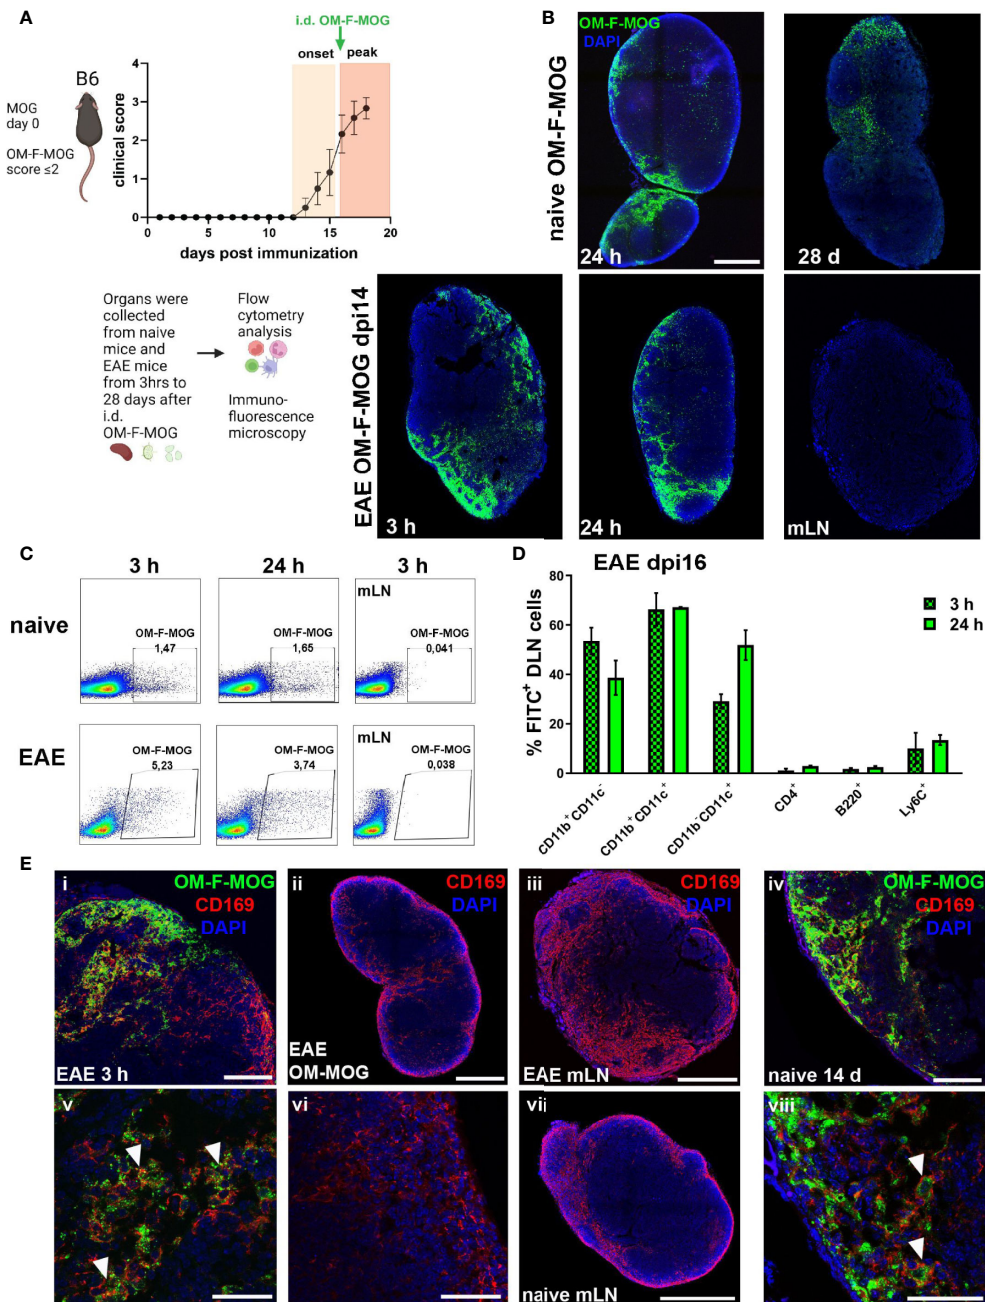 A
i.d. OM-F-MOG
onset
peak
B6
MOG
day 0
OM-F-MOG
score ≤2
clinical score
4
3
2
1
0
0
5
10
15
20
days post immunization
Organs were
collected
from naive
mice and
EAE mice
from 3hrs to
28 days after
i.d.
OM-F-MOG
Flow
cytometry
analysis
Immuno-
fluorescence
microscopy
B
naive OM-F-MOG
OM-F-MOG
DAPI
24 h
28 d
EAE OM-F-MOG dpi14
3 h
24 h
mLN
C
3 h
24 h
3 h
naive
OM-F-MOG
1,47
OM-F-MOG
1,65
mLN
OM-F-MOG
0,041
EAE
OM-F-MOG
5,23
OM-F-MOG
3,74
mLN
OM-F-MOG
0,038
D
EAE dpi16
% FITC⁺ DLN cells
80
60
40
20
0
3 h
24 h
CD11b⁺CD11c⁻
CD11b⁺CD11c⁺
CD11b⁻CD11c⁺
CD4⁺
B220⁺
Ly6C⁺
E
i
OM-F-MOG
CD169
DAPI
EAE 3 h
ii
CD169
DAPI
EAE
OM-MOG
iii
CD169
DAPI
EAE mLN
iv
OM-F-MOG
CD169
DAPI
naive 14 d
v
vi
vii
naive mLN
viii